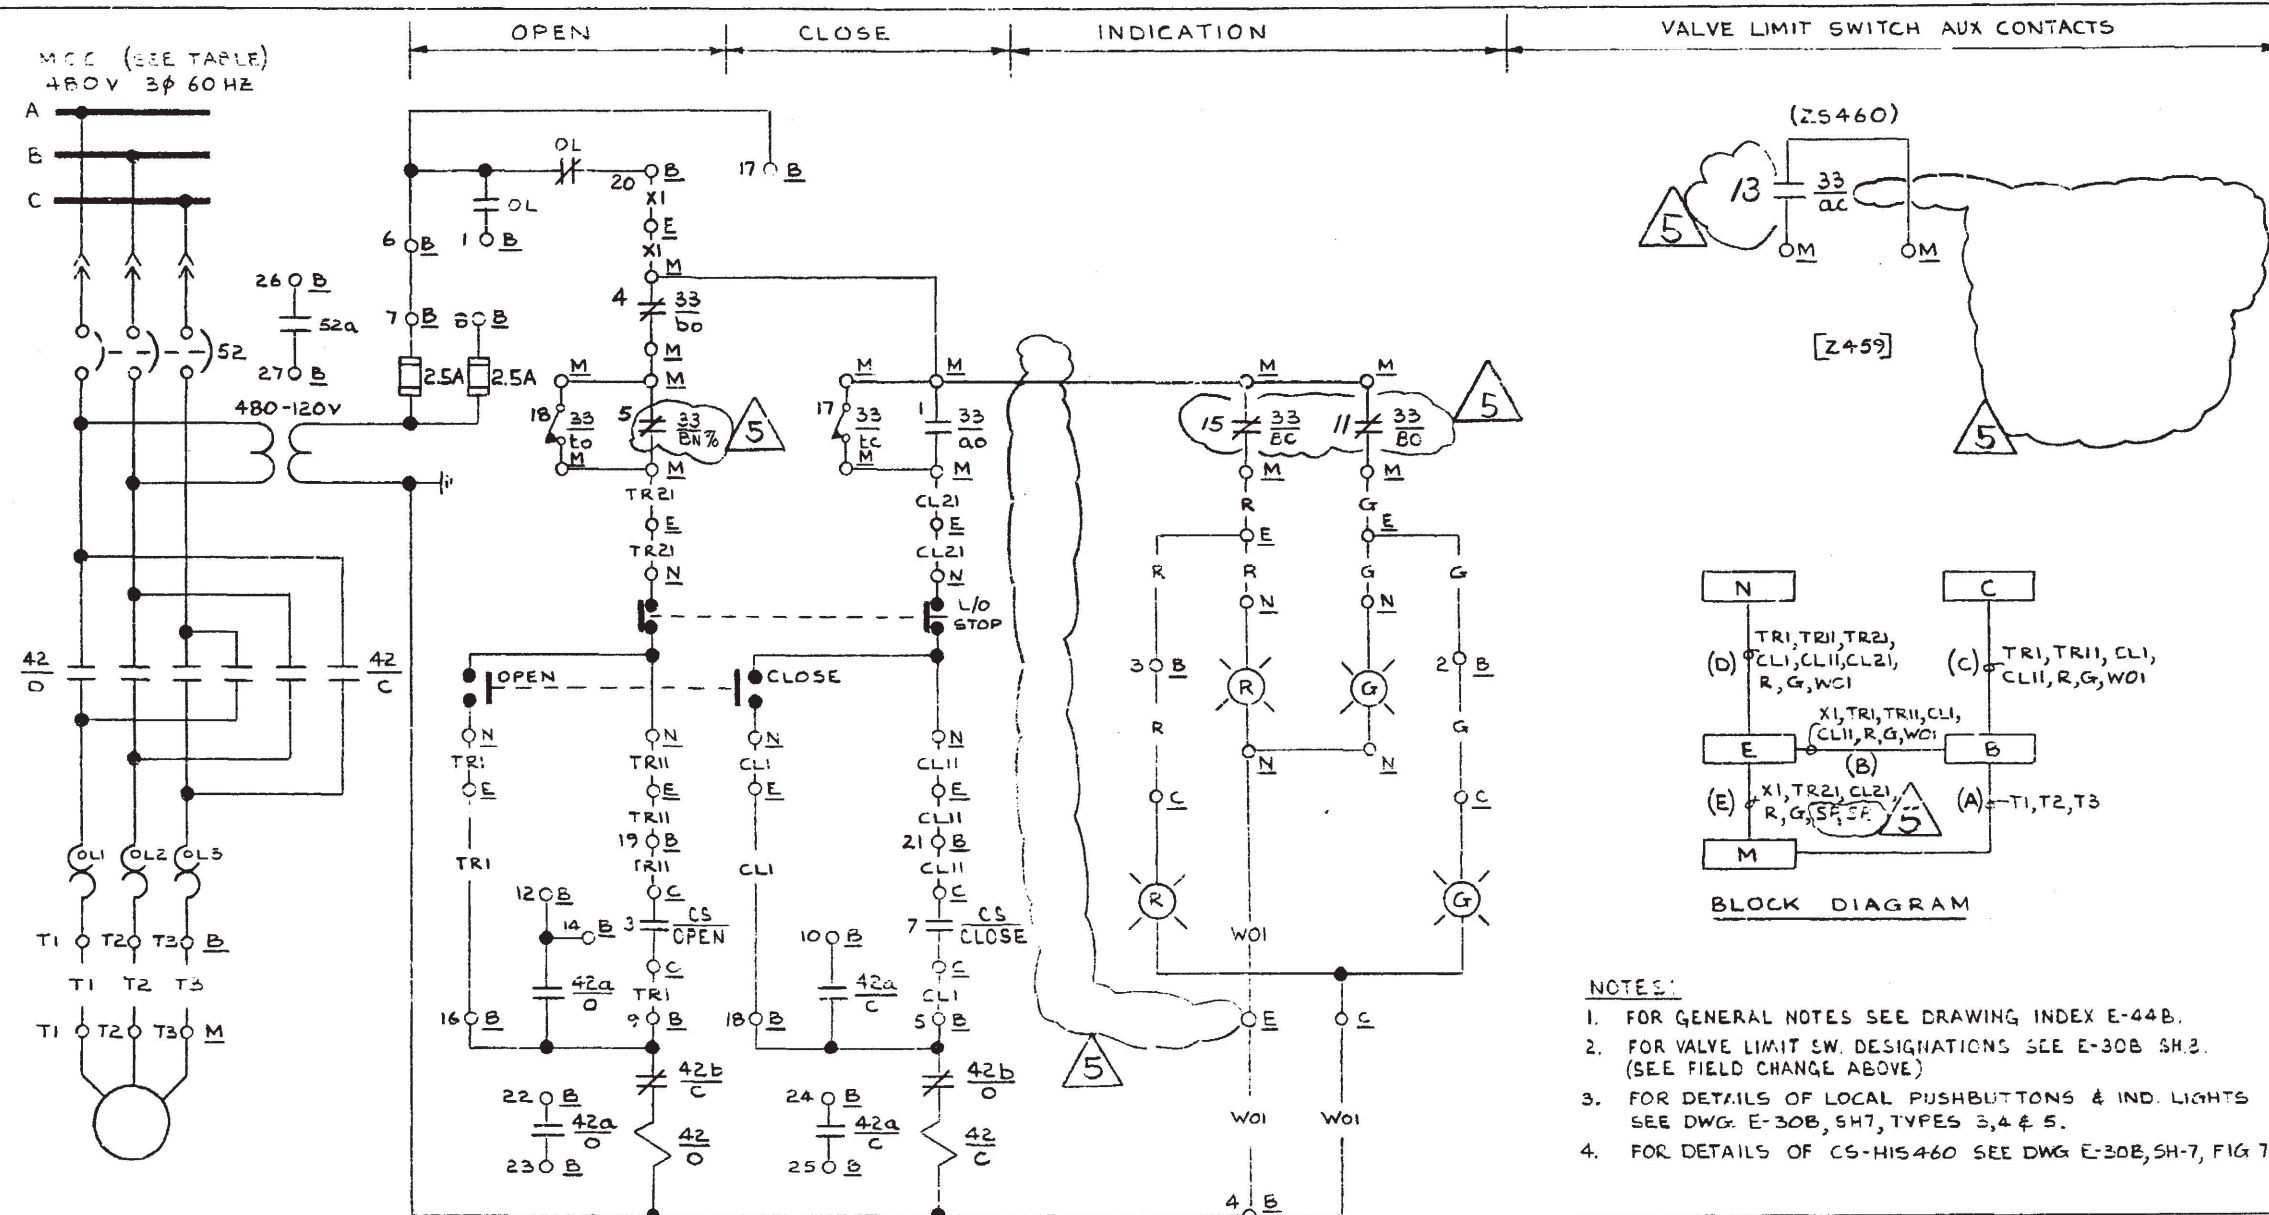 OPEN
CLOSE
INDICATION
VALVE LIMIT SWITCH AUX CONTACTS
MCC (SEE TABLE)
480V 3φ 60 HZ
A
B
C
OL
20 B
X1
E
X1
M
17 B
OL
1 B
6 B
7 B
8 B
2.5A
2.5A
26 B
52a
27 B
52
480-120V
4 33/bo
M
M
M
18 33/to
M
5 33/BN%
5
M
M
17 33/tc
M
M
1 33/ao
M
M
15 33/BC
M
M
11 33/BO
M
5
(ZS460)
13 33/ac
5
M
M
[Z459]
5
TR21
E
TR21
N
CL21
E
CL21
N
L/O
STOP
OPEN
CLOSE
R
E
R
N
R
G
E
G
N
G
42/O
42/C
3 B
R
R
G
2 B
G
N
N
C
C
R
G
N
TR1
E
TR1
N
TR11
E
TR11
19 B
TR11
C
3 CS/OPEN
C
TR1
9 B
N
CL1
E
CL1
N
CL11
E
CL11
21 B
CL11
C
7 CS/CLOSE
C
CL1
5 B
12 B
14 B
42a/O
16 B
10 B
42a/C
18 B
OL1 OL2 OL3
T1 T2 T3 B
T1 T2 T3
T1 T2 T3 M
22 B
42a/O
23 B
42b/C
42/O
24 B
42a/C
25 B
42b/O
42/C
5
W01
E
C
W01
W01
4 B
N
C
(D) TR1,TR11,TR21,
CL1,CL11,CL21,
R,G,W01
(C) TR1,TR11,CL1,
CL11,R,G,W01
X1,TR1,TR11,CL1,
CL11,R,G,W01
E
(B)
B
(E) X1,TR21,CL21,
R,G,SP,SP
5
(A) T1,T2,T3
M
BLOCK DIAGRAM
NOTES:
1. FOR GENERAL NOTES SEE DRAWING INDEX E-44B.
2. FOR VALVE LIMIT SW. DESIGNATIONS SEE E-30B SH.
(SEE FIELD CHANGE ABOVE)
3. FOR DETAILS OF LOCAL PUSHBUTTONS & IND. LIGHTS
SEE DWG E-30B, SH7, TYPES 3,4 & 5.
4. FOR DETAILS OF CS-HIS460 SEE DWG E-30B, SH-7, FIG 7